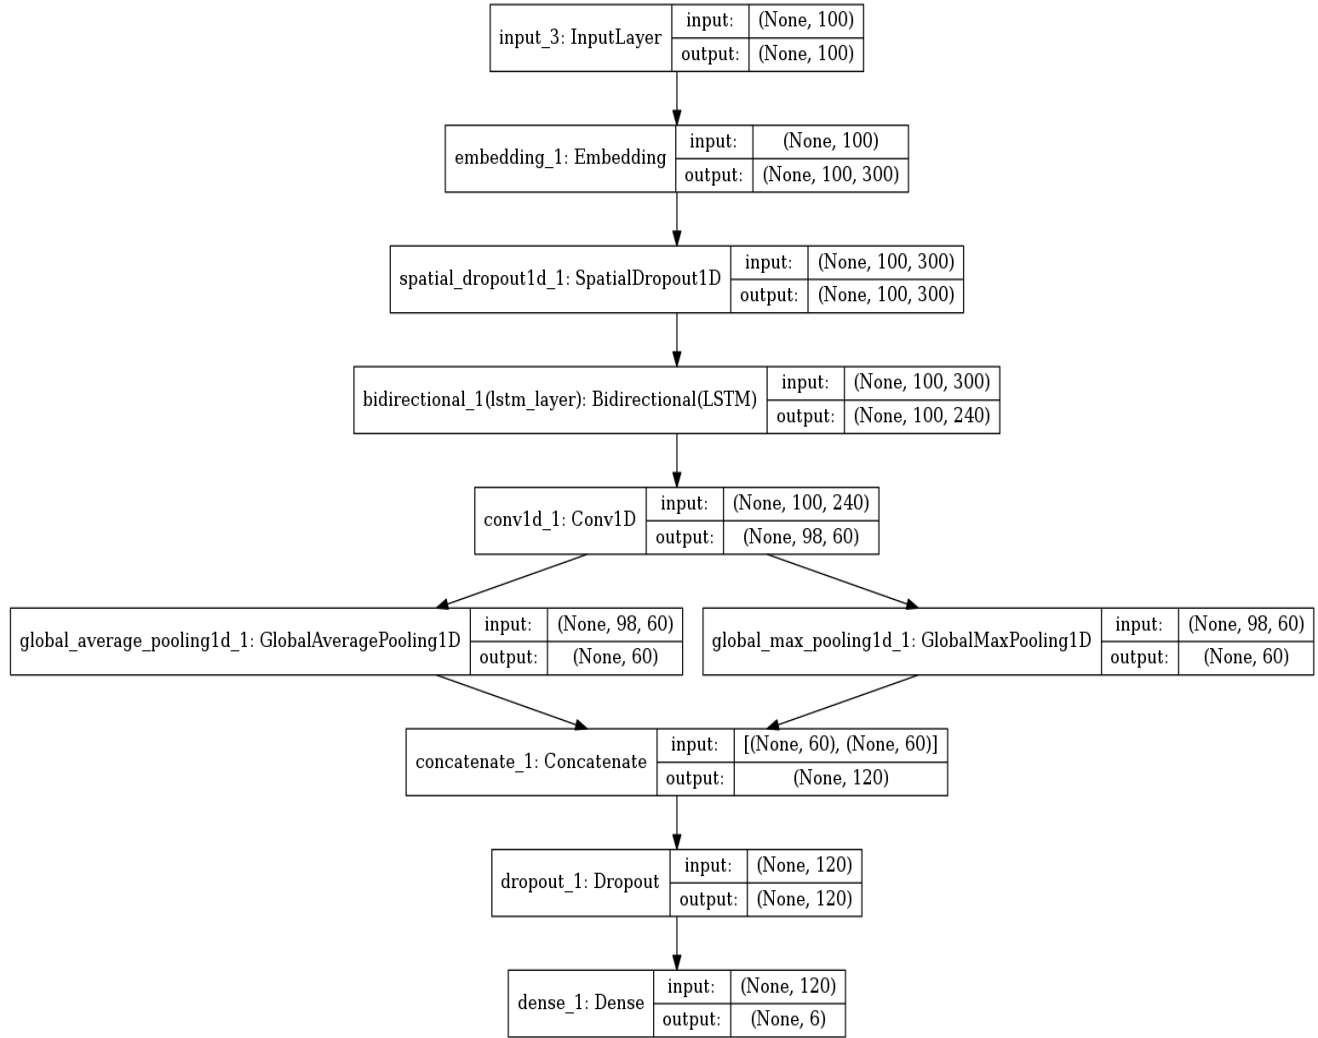 input_3: InputLayer
input:
(None, 100)
output:
(None, 100)
embedding_1: Embedding
input:
(None, 100)
output:
(None, 100, 300)
spatial_dropout1d_1: SpatialDropout1D
input:
(None, 100, 300)
output:
(None, 100, 300)
bidirectional_1(lstm_layer): Bidirectional(LSTM)
input:
(None, 100, 300)
output:
(None, 100, 240)
conv1d_1: Conv1D
input:
(None, 100, 240)
output:
(None, 98, 60)
global_average_pooling1d_1: GlobalAveragePooling1D
input:
(None, 98, 60)
output:
(None, 60)
global_max_pooling1d_1: GlobalMaxPooling1D
input:
(None, 98, 60)
output:
(None, 60)
concatenate_1: Concatenate
input:
[(None, 60), (None, 60)]
output:
(None, 120)
dropout_1: Dropout
input:
(None, 120)
output:
(None, 120)
dense_1: Dense
input:
(None, 120)
output:
(None, 6)